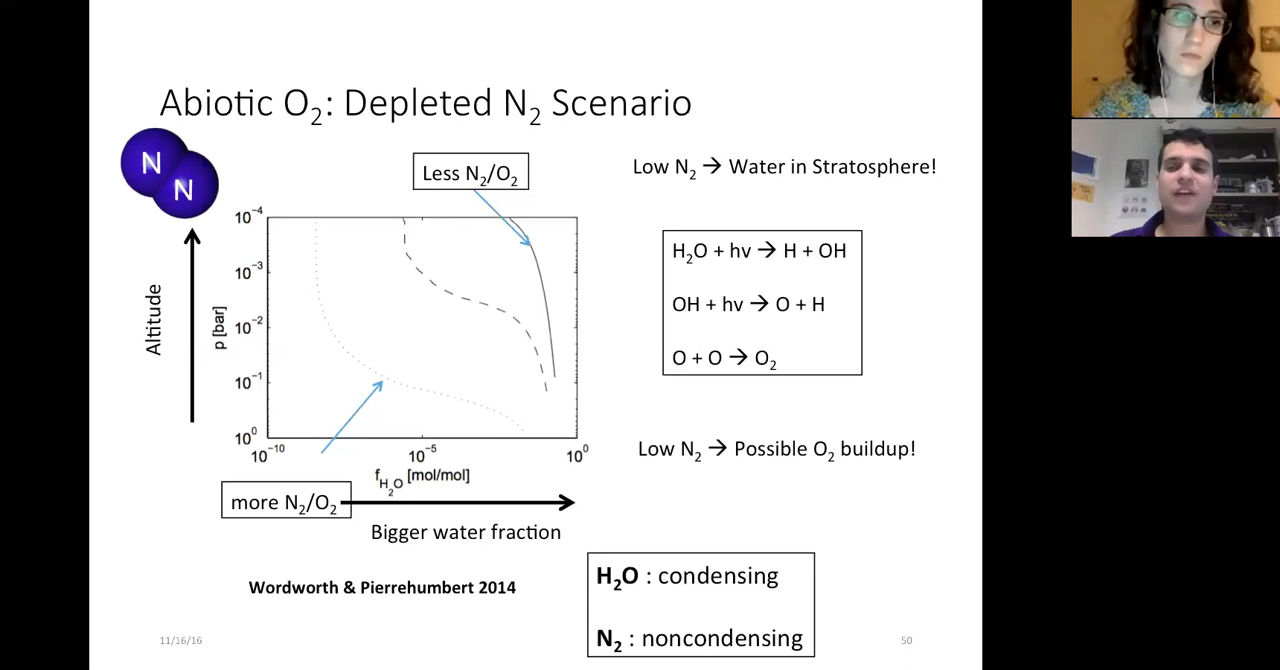 Abiotic O₂: Depleted N₂ Scenario
N
N
Less N₂/O₂
Low N₂ → Water in Stratosphere!
10⁻⁴
10⁻³
10⁻²
10⁻¹
10⁰
p [bar]
Altitude
10⁻¹⁰
10⁻⁵
10⁰
f_H₂O [mol/mol]
more N₂/O₂
Bigger water fraction
H₂O + hv → H + OH
OH + hv → O + H
O + O → O₂
Low N₂ → Possible O₂ buildup!
Wordworth & Pierrehumbert 2014
H₂O : condensing
N₂ : noncondensing
11/16/16
50